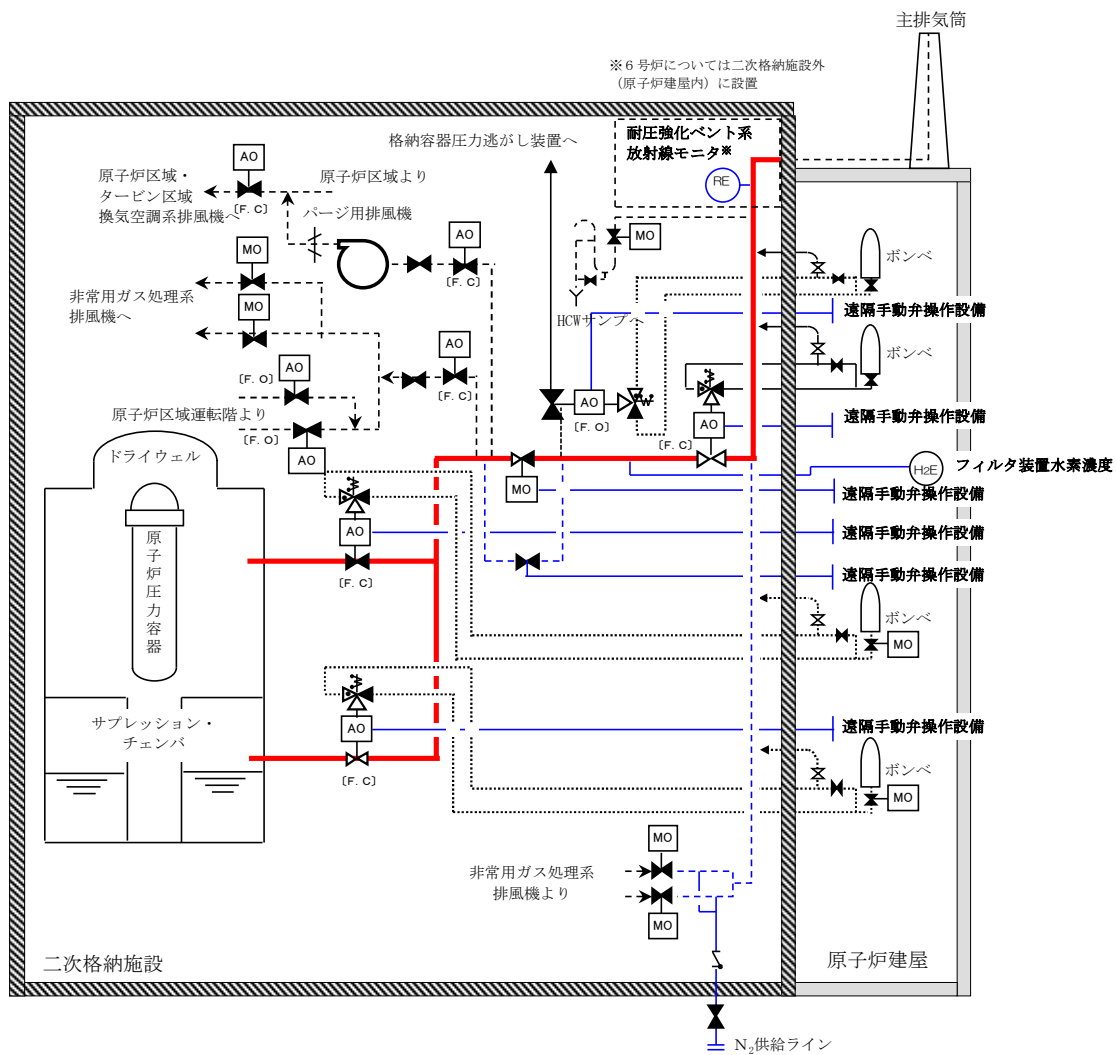 主排気筒
※６号炉については二次格納施設外
（原子炉建屋内）に設置
耐圧強化ベント系
放射線モニタ※
RE
格納容器圧力逃がし装置へ
AO
原子炉区域・
タービン区域
換気空調系排風機へ
(F. C)
原子炉区域より
パージ用排風機
MO
AO
(F. C)
MO
ボンベ
非常用ガス処理系
排風機へ
MO
HCWサンプへ
遠隔手動弁操作設備
AO
(F. C)
ボンベ
(F. O)
AO
AO
(F. O)
AO
(F. C)
遠隔手動弁操作設備
原子炉区域運転階より
(F. O)
AO
ドライウェル
H2E
フィルタ装置水素濃度
MO
遠隔手動弁操作設備
AO
(F. C)
遠隔手動弁操作設備
遠隔手動弁操作設備
原子炉圧力容器
ボンベ
MO
サプレッション・
チェンバ
AO
(F. C)
遠隔手動弁操作設備
ボンベ
MO
MO
非常用ガス処理系
排風機より
MO
二次格納施設
原子炉建屋
N2供給ライン